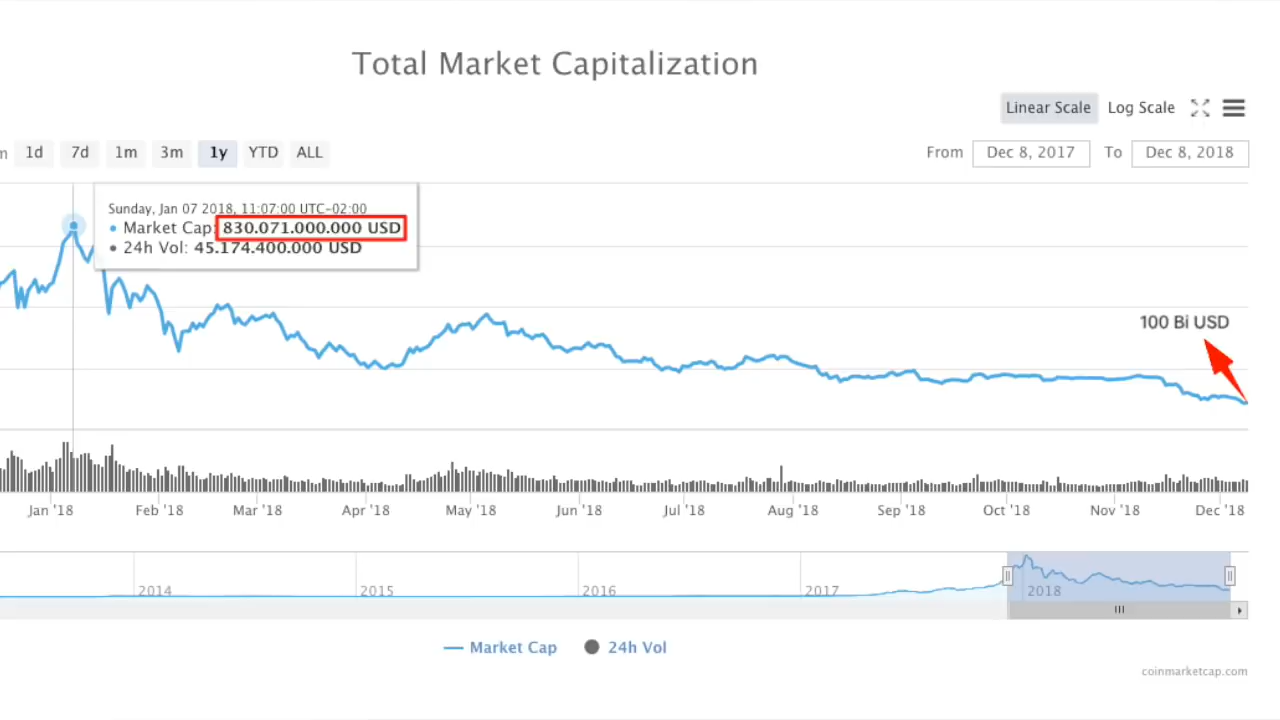 Total Market Capitalization
Linear Scale Log Scale
1d 7d 1m 3m 1y YTD ALL From Dec 8, 2017 To Dec 8, 2018
Sunday, Jan 07 2018, 11:07:00 UTC-02:00
Market Cap: 830.071.000.000 USD
24h Vol: 45.174.400.000 USD
100 Bi USD
Jan '18 Feb '18 Mar '18 Apr '18 May '18 Jun '18 Jul '18 Aug '18 Sep '18 Oct '18 Nov '18 Dec '18
2014 2015 2016 2017 2018
Market Cap 24h Vol
coinmarketcap.com